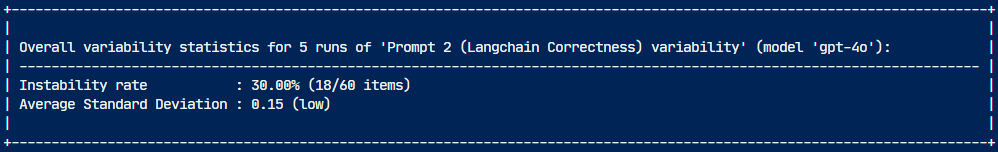 Overall variability statistics for 5 runs of 'Prompt 2 (Langchain Correctness) variability' (model 'gpt-4o'):
Instability rate : 30.00% (18/60 items)
Average Standard Deviation : 0.15 (low)